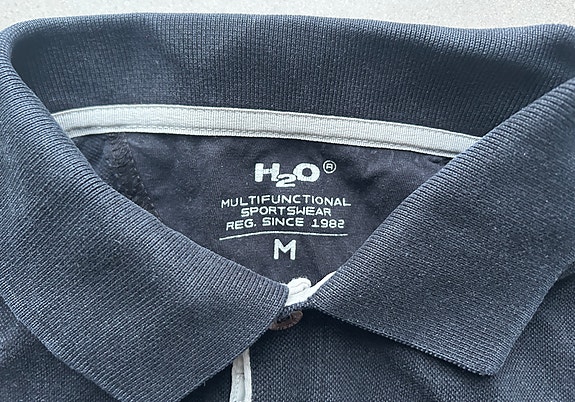 H2O®
MULTIFUNCTIONAL
SPORTSWEAR
REG. SINCE 1982
M